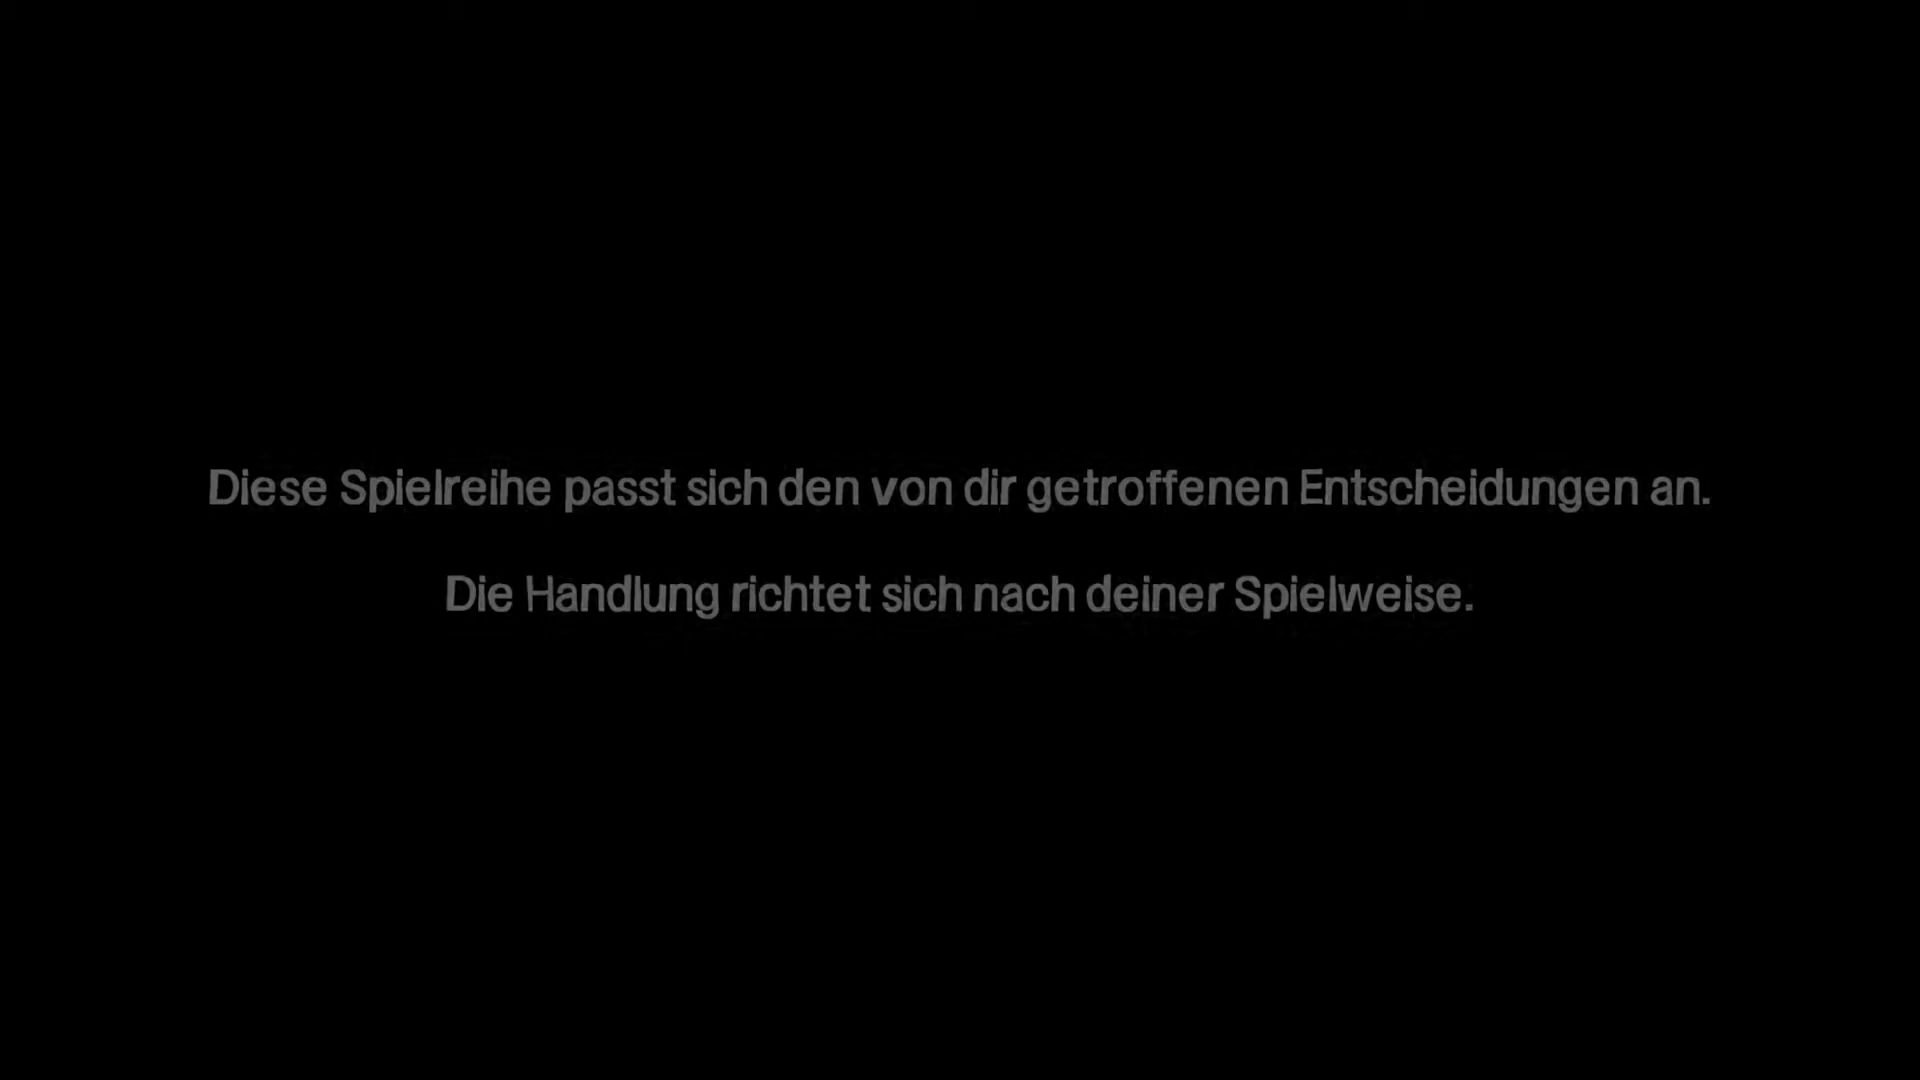 Diese Spielreihe passt sich den von dir getroffenen Entscheidungen an.
Die Handlung richtet sich nach deiner Spielweise.